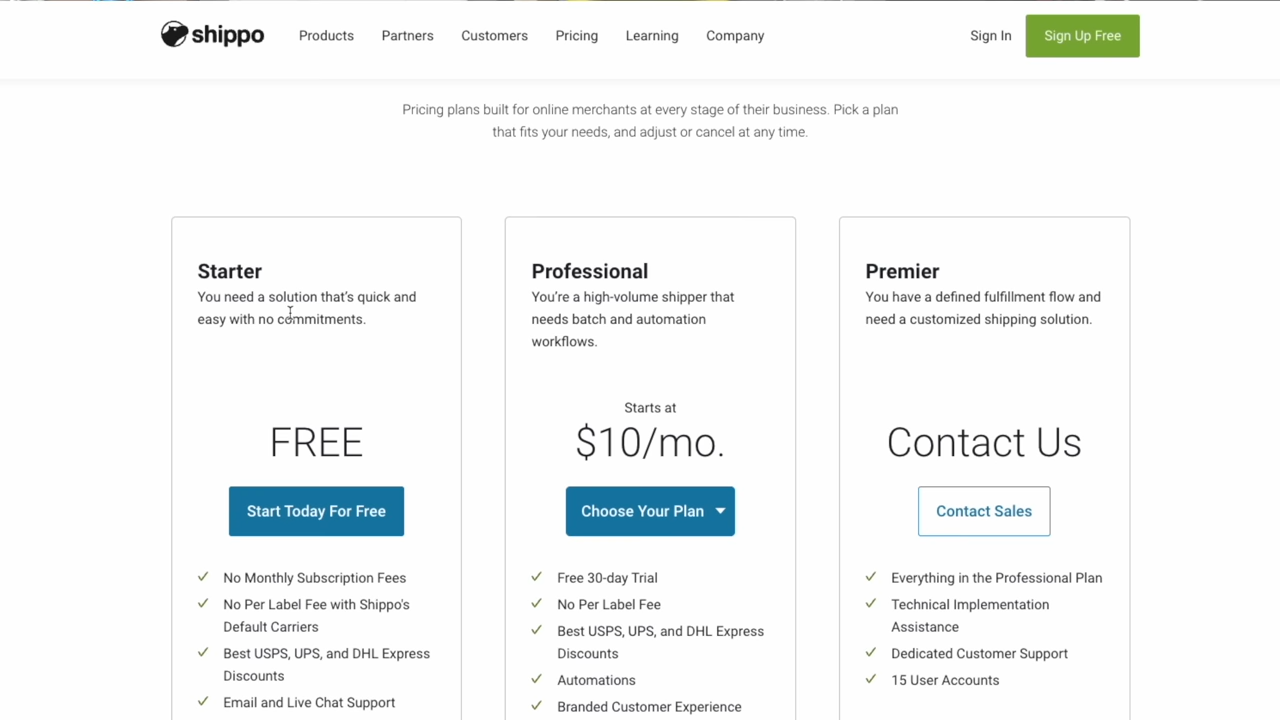 shippo
Products
Partners
Customers
Pricing
Learning
Company
Sign In
Sign Up Free
Pricing plans built for online merchants at every stage of their business. Pick a plan
that fits your needs, and adjust or cancel at any time.
Starter
You need a solution that's quick and
easy with no commitments.
FREE
Start Today For Free
No Monthly Subscription Fees
No Per Label Fee with Shippo's
Default Carriers
Best USPS, UPS, and DHL Express
Discounts
Email and Live Chat Support
Professional
You're a high-volume shipper that
needs batch and automation
workflows.
Starts at
$10/mo.
Choose Your Plan
Free 30-day Trial
No Per Label Fee
Best USPS, UPS, and DHL Express
Discounts
Automations
Branded Customer Experience
Premier
You have a defined fulfillment flow and
need a customized shipping solution.
Contact Us
Contact Sales
Everything in the Professional Plan
Technical Implementation
Assistance
Dedicated Customer Support
15 User Accounts